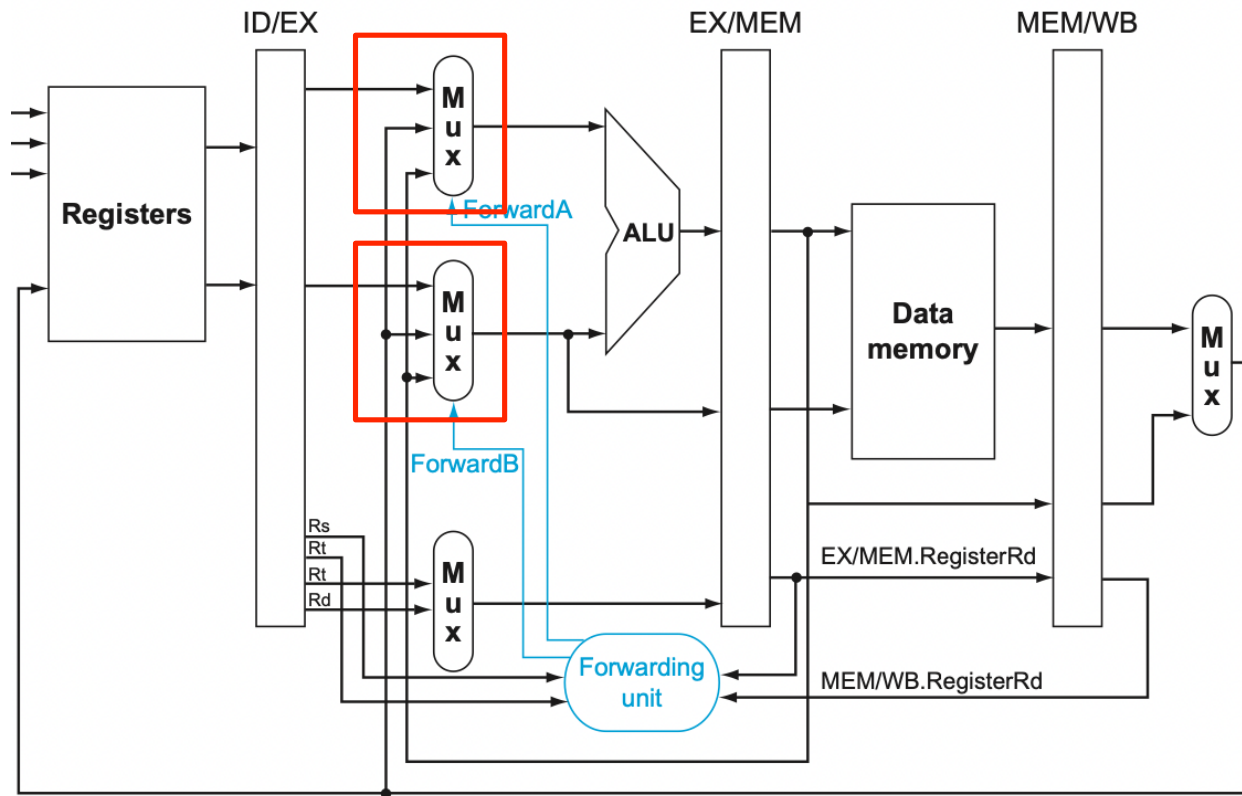 ID/EX
EX/MEM
MEM/WB
M
u
x
Registers
ForwardA
ALU
M
u
x
Data
memory
M
u
x
ForwardB
Rs
Rt
Rt
Rd
M
u
x
EX/MEM.RegisterRd
Forwarding
unit
MEM/WB.RegisterRd